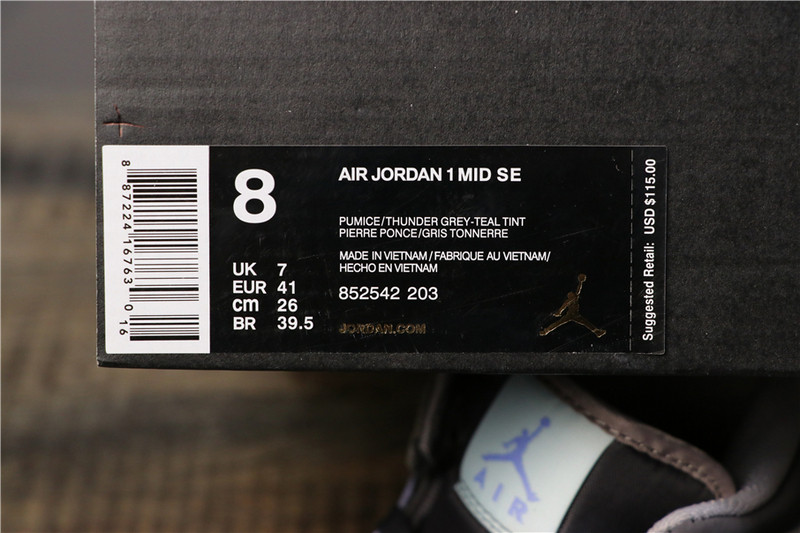 8 87224 16763 0 16
8
UK 7
EUR 41
cm 26
BR 39.5
AIR JORDAN 1 MID SE
PUMICE/THUNDER GREY-TEAL TINT
PIERRE PONCE/GRIS TONNERRE
MADE IN VIETNAM/FABRIQUE AU VIETNAM/
HECHO EN VIETNAM
852542 203
JORDAN.COM
Suggested Retail: USD $115.00
AIR